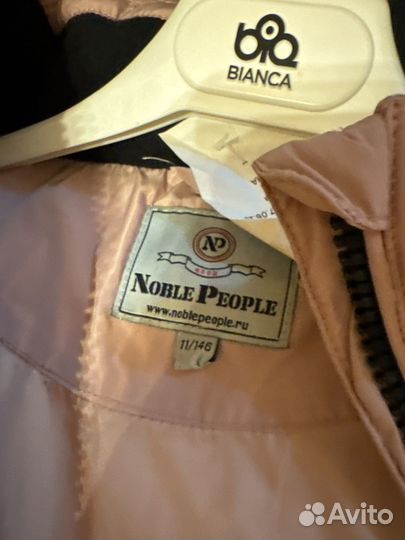 BIANCA
NP
NOBLE PEOPLE
www.noblepeople.ru
11/146
Avito